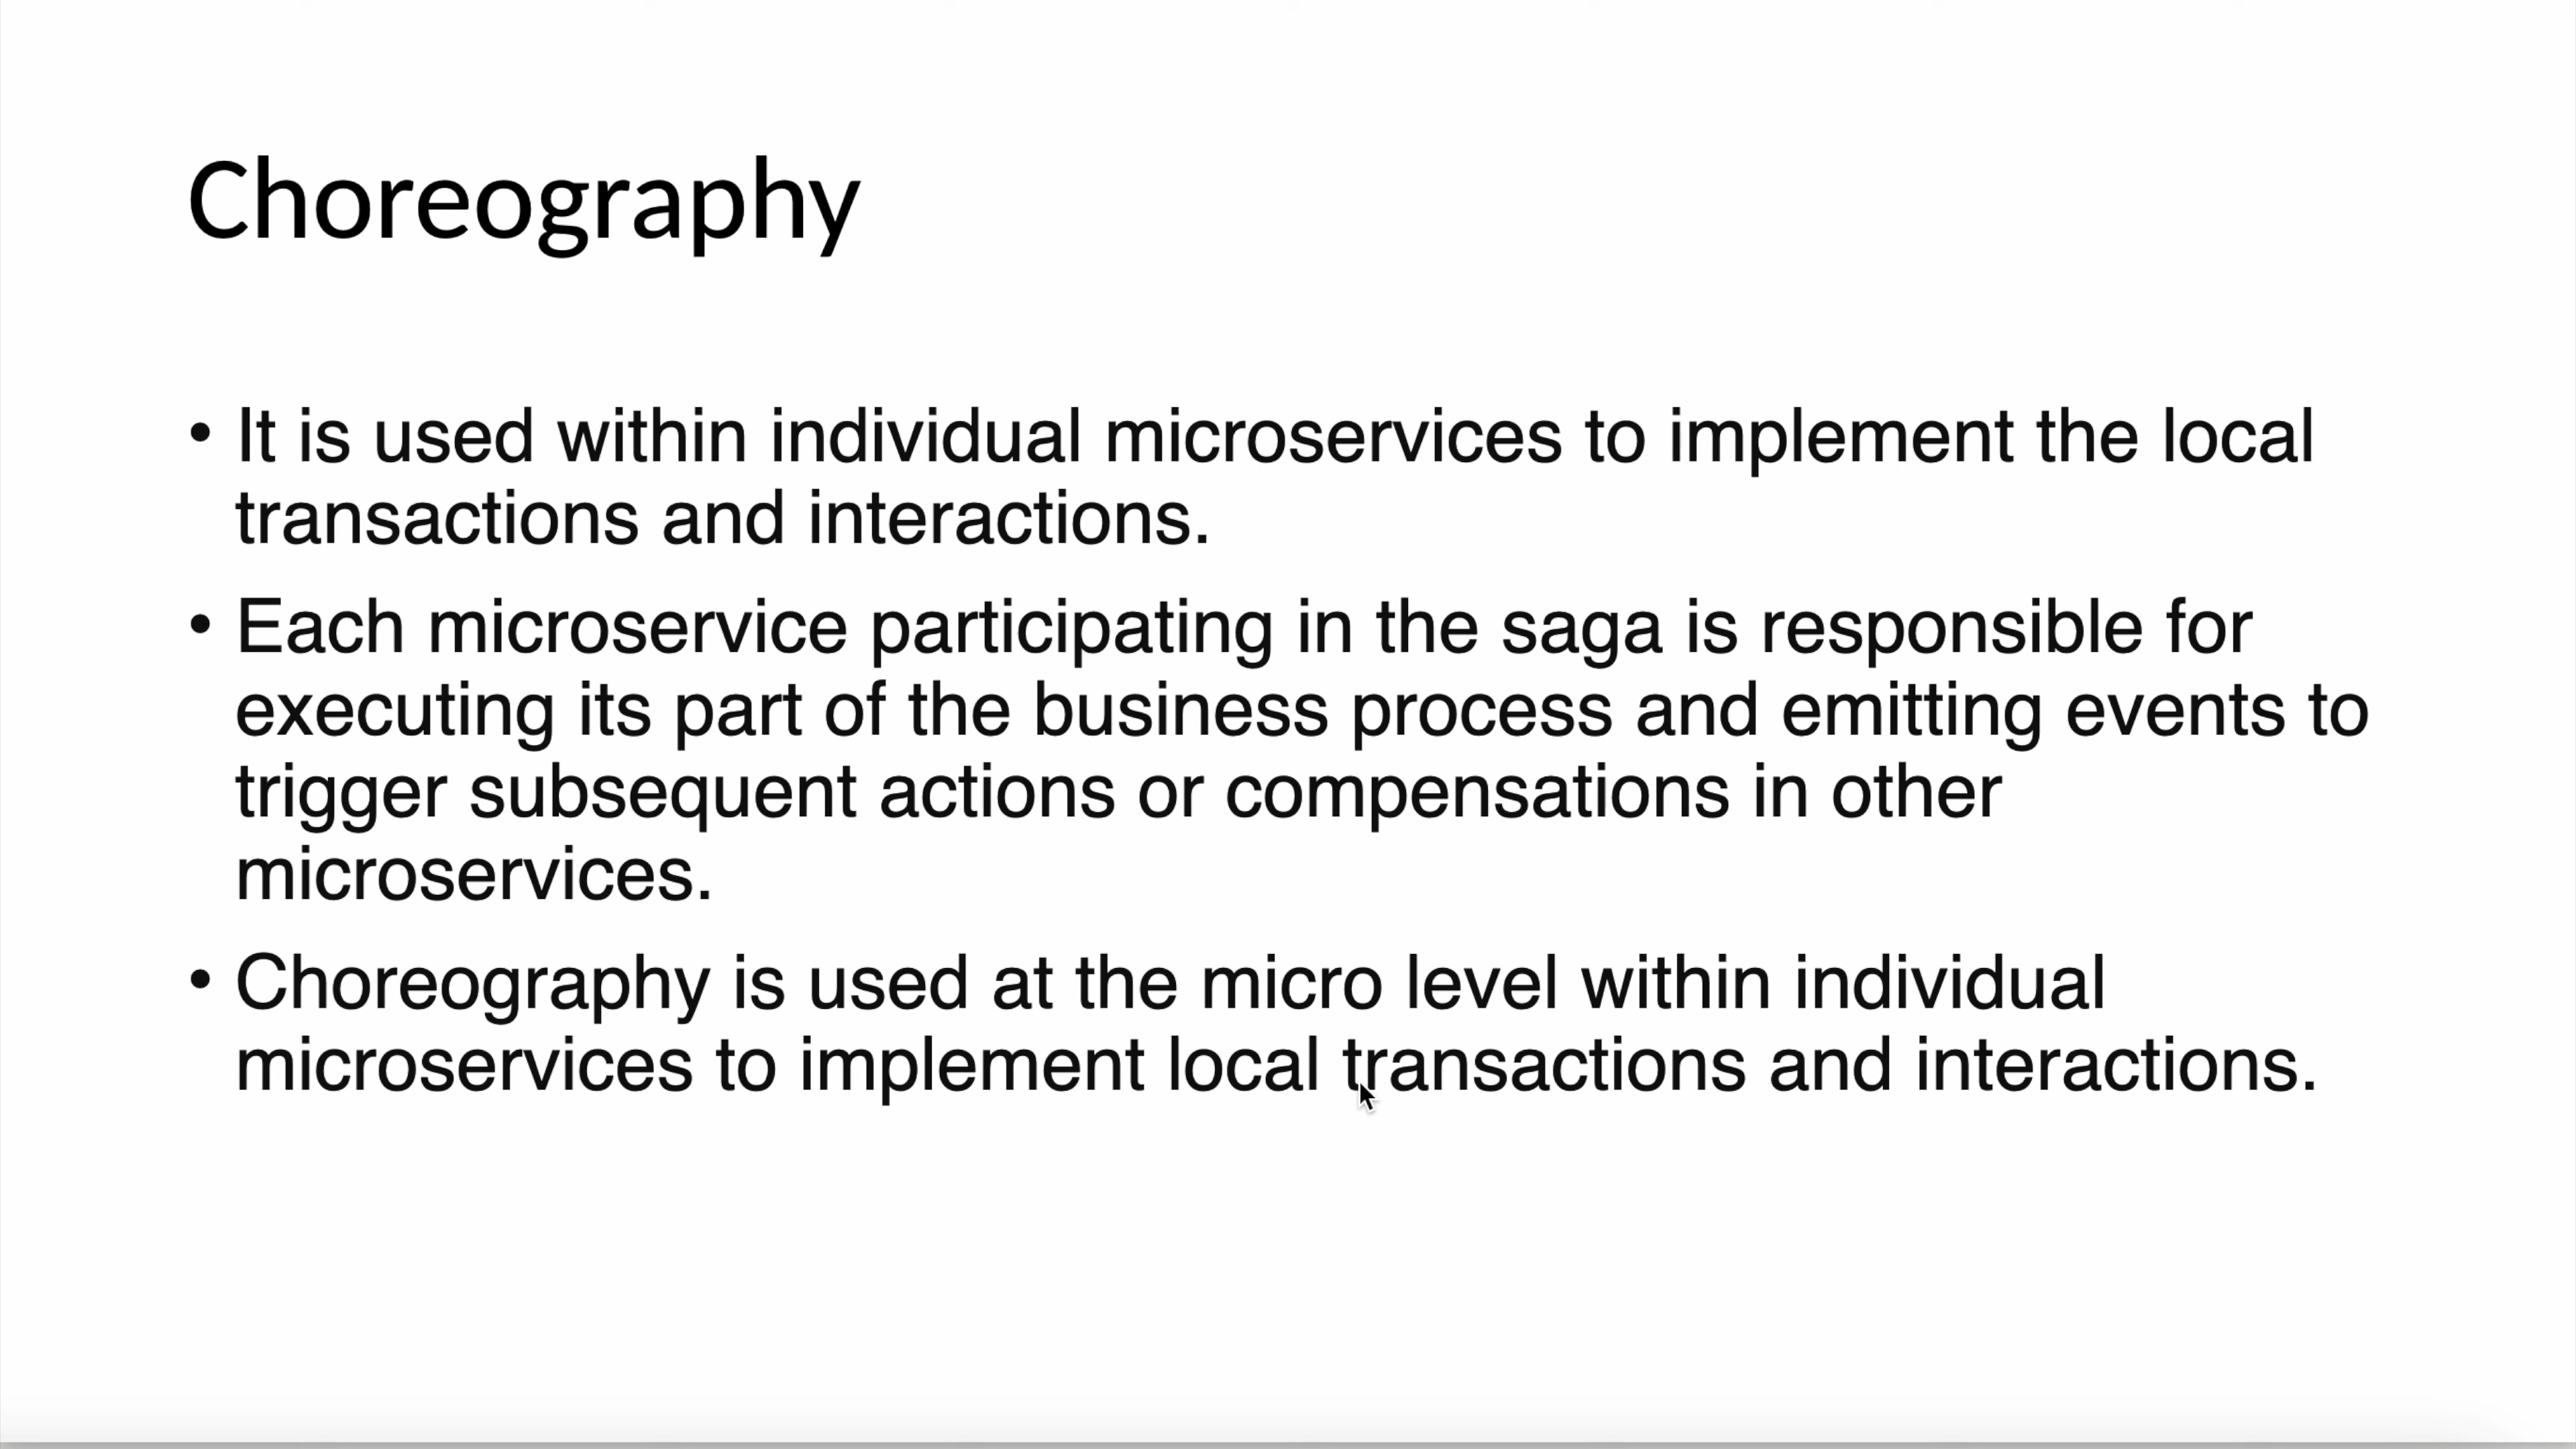 Choreography
• It is used within individual microservices to implement the local
transactions and interactions.
• Each microservice participating in the saga is responsible for
executing its part of the business process and emitting events to
trigger subsequent actions or compensations in other
microservices.
• Choreography is used at the micro level within individual
microservices to implement local transactions and interactions.